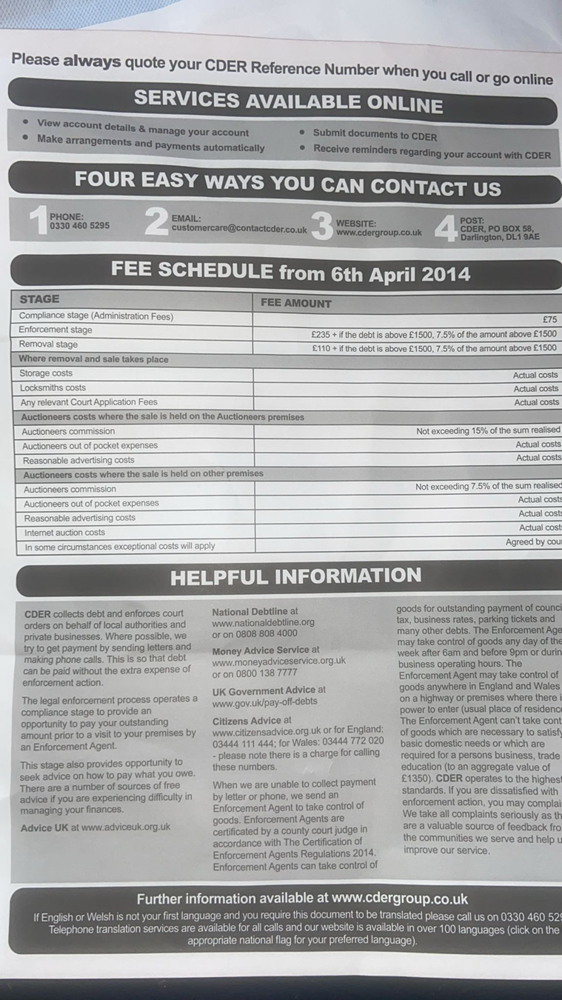 Please always quote your CDER Reference Number when you call or go online
SERVICES AVAILABLE ONLINE
• View account details & manage your account
• Make arrangements and payments automatically
• Submit documents to CDER
• Receive reminders regarding your account with CDER
FOUR EASY WAYS YOU CAN CONTACT US
1 PHONE:
0330 460 5295
2 EMAIL:
customercare@contactcder.co.uk
3 WEBSITE:
www.cdergroup.co.uk
4 POST:
CDER, PO BOX 58,
Darlington, DL1 9AE
FEE SCHEDULE from 6th April 2014
STAGE FEE AMOUNT
Compliance stage (Administration Fees) £75
Enforcement stage £235 + if the debt is above £1500, 7.5% of the amount above £1500
Removal stage £110 + if the debt is above £1500, 7.5% of the amount above £1500
Where removal and sale takes place
Storage costs Actual costs
Locksmiths costs Actual costs
Any relevant Court Application Fees Actual costs
Auctioneers costs where the sale is held on the Auctioneers premises
Auctioneers commission Not exceeding 15% of the sum realised
Auctioneers out of pocket expenses Actual costs
Reasonable advertising costs Actual costs
Auctioneers costs where the sale is held on other premises
Auctioneers commission Not exceeding 7.5% of the sum realised
Auctioneers out of pocket expenses Actual costs
Reasonable advertising costs Actual cost
Internet auction costs Actual cost
In some circumstances exceptional costs will apply Agreed by cou
HELPFUL INFORMATION
CDER collects debt and enforces court
orders on behalf of local authorities and
private businesses. Where possible, we
try to get payment by sending letters and
making phone calls. This is so that debt
can be paid without the extra expense of
enforcement action.
The legal enforcement process operates a
compliance stage to provide an
opportunity to pay your outstanding
amount prior to a visit to your premises by
an Enforcement Agent.
This stage also provides opportunity to
seek advice on how to pay what you owe.
There are a number of sources of free
advice if you are experiencing difficulty in
managing your finances.
Advice UK at www.adviceuk.org.uk
National Debtline at
www.nationaldebtline.org
or on 0808 808 4000
Money Advice Service at
www.moneyadviceservice.org.uk
or on 0800 138 7777
UK Government Advice at
www.gov.uk/pay-off-debts
Citizens Advice at
www.citizensadvice.org.uk or for England:
03444 111 444; for Wales: 03444 772 020
- please note there is a charge for calling
these numbers.
When we are unable to collect payment
by letter or phone, we send an
Enforcement Agent to take control of
goods. Enforcement Agents are
certificated by a county court judge in
accordance with The Certification of
Enforcement Agents Regulations 2014.
Enforcement Agents can take control of
goods for outstanding payment of counci
tax, business rates, parking tickets and
many other debts. The Enforcement Age
may take control of goods any day of the
week after 6am and before 9pm or durin
business operating hours. The
Enforcement Agent may take control of
goods anywhere in England and Wales
on a highway or premises where there i
power to enter (usual place of residenc
The Enforcement Agent can't take cont
of goods which are necessary to satisfy
basic domestic needs or which are
required for a persons business, trade
education (to an aggregate value of
£1350). CDER operates to the highest
standards. If you are dissatisfied with
enforcement action, you may complai
We take all complaints seriously as th
are a valuable source of feedback fro
the communities we serve and help u
improve our service.
Further information available at www.cdergroup.co.uk
If English or Welsh is not your first language and you require this document to be translated please call us on 0330 460 529
Telephone translation services are available for all calls and our website is available in over 100 languages (click on the
appropriate national flag for your preferred language).